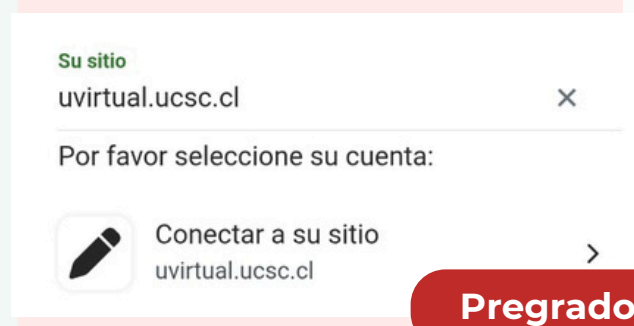 Su sitio
uvirtual.ucsc.cl
Por favor seleccione su cuenta:
Conectar a su sitio
uvirtual.ucsc.cl
Pregrado